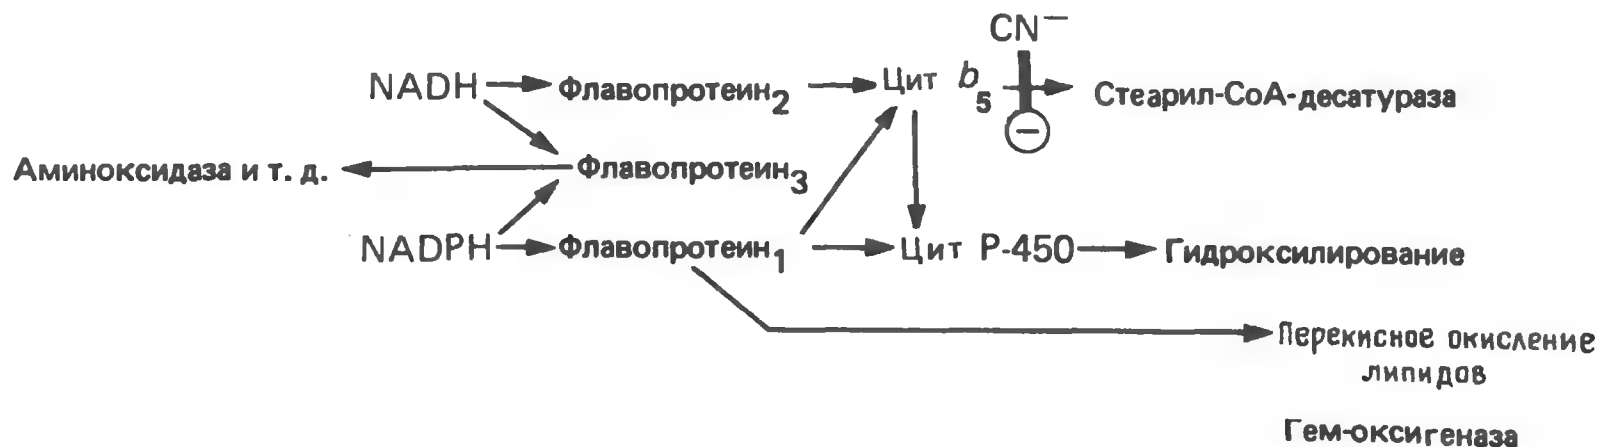 CN⁻
NADH Флавопротеин₂ Цит b₅ Стеарил-СоА-десатураза
−
Аминоксидаза и т. д. Флавопротеин₃
NADPH Флавопротеин₁ Цит Р-450 Гидроксилирование
Перекисное окисление
липидов
Гем-оксигеназа